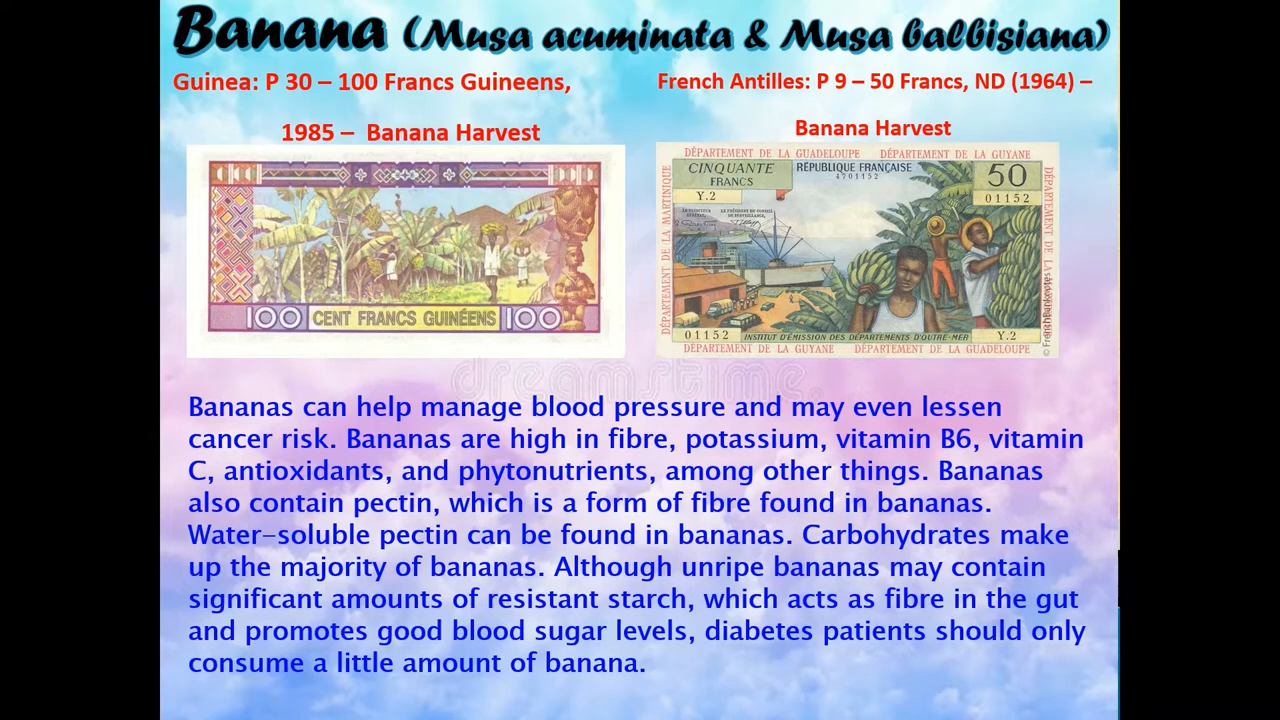 Banana (Musa acuminata & Musa balbisiana)
Guinea: P 30 – 100 Francs Guineens,
1985 – Banana Harvest
French Antilles: P 9 – 50 Francs, ND (1964) –
Banana Harvest
100
100
100 CENT FRANCS GUINÉENS 100
DÉPARTEMENT DE LA GUADELOUPE DÉPARTEMENT DE LA GUYANE
CINQUANTE
FRANCS
RÉPUBLIQUE FRANÇAISE
4701152
50
Y.2
01152
DÉPARTEMENT DE LA MARTINIQUE
DÉPARTEMENT DE LA
01152
INSTITUT D'ÉMISSION DES DÉPARTEMENTS D'OUTRE-MER
Y.2
DÉPARTEMENT DE LA GUYANE DÉPARTEMENT DE LA GUADELOUPE
dreamstime
Bananas can help manage blood pressure and may even lessen
cancer risk. Bananas are high in fibre, potassium, vitamin B6, vitamin
C, antioxidants, and phytonutrients, among other things. Bananas
also contain pectin, which is a form of fibre found in bananas.
Water-soluble pectin can be found in bananas. Carbohydrates make
up the majority of bananas. Although unripe bananas may contain
significant amounts of resistant starch, which acts as fibre in the gut
and promotes good blood sugar levels, diabetes patients should only
consume a little amount of banana.